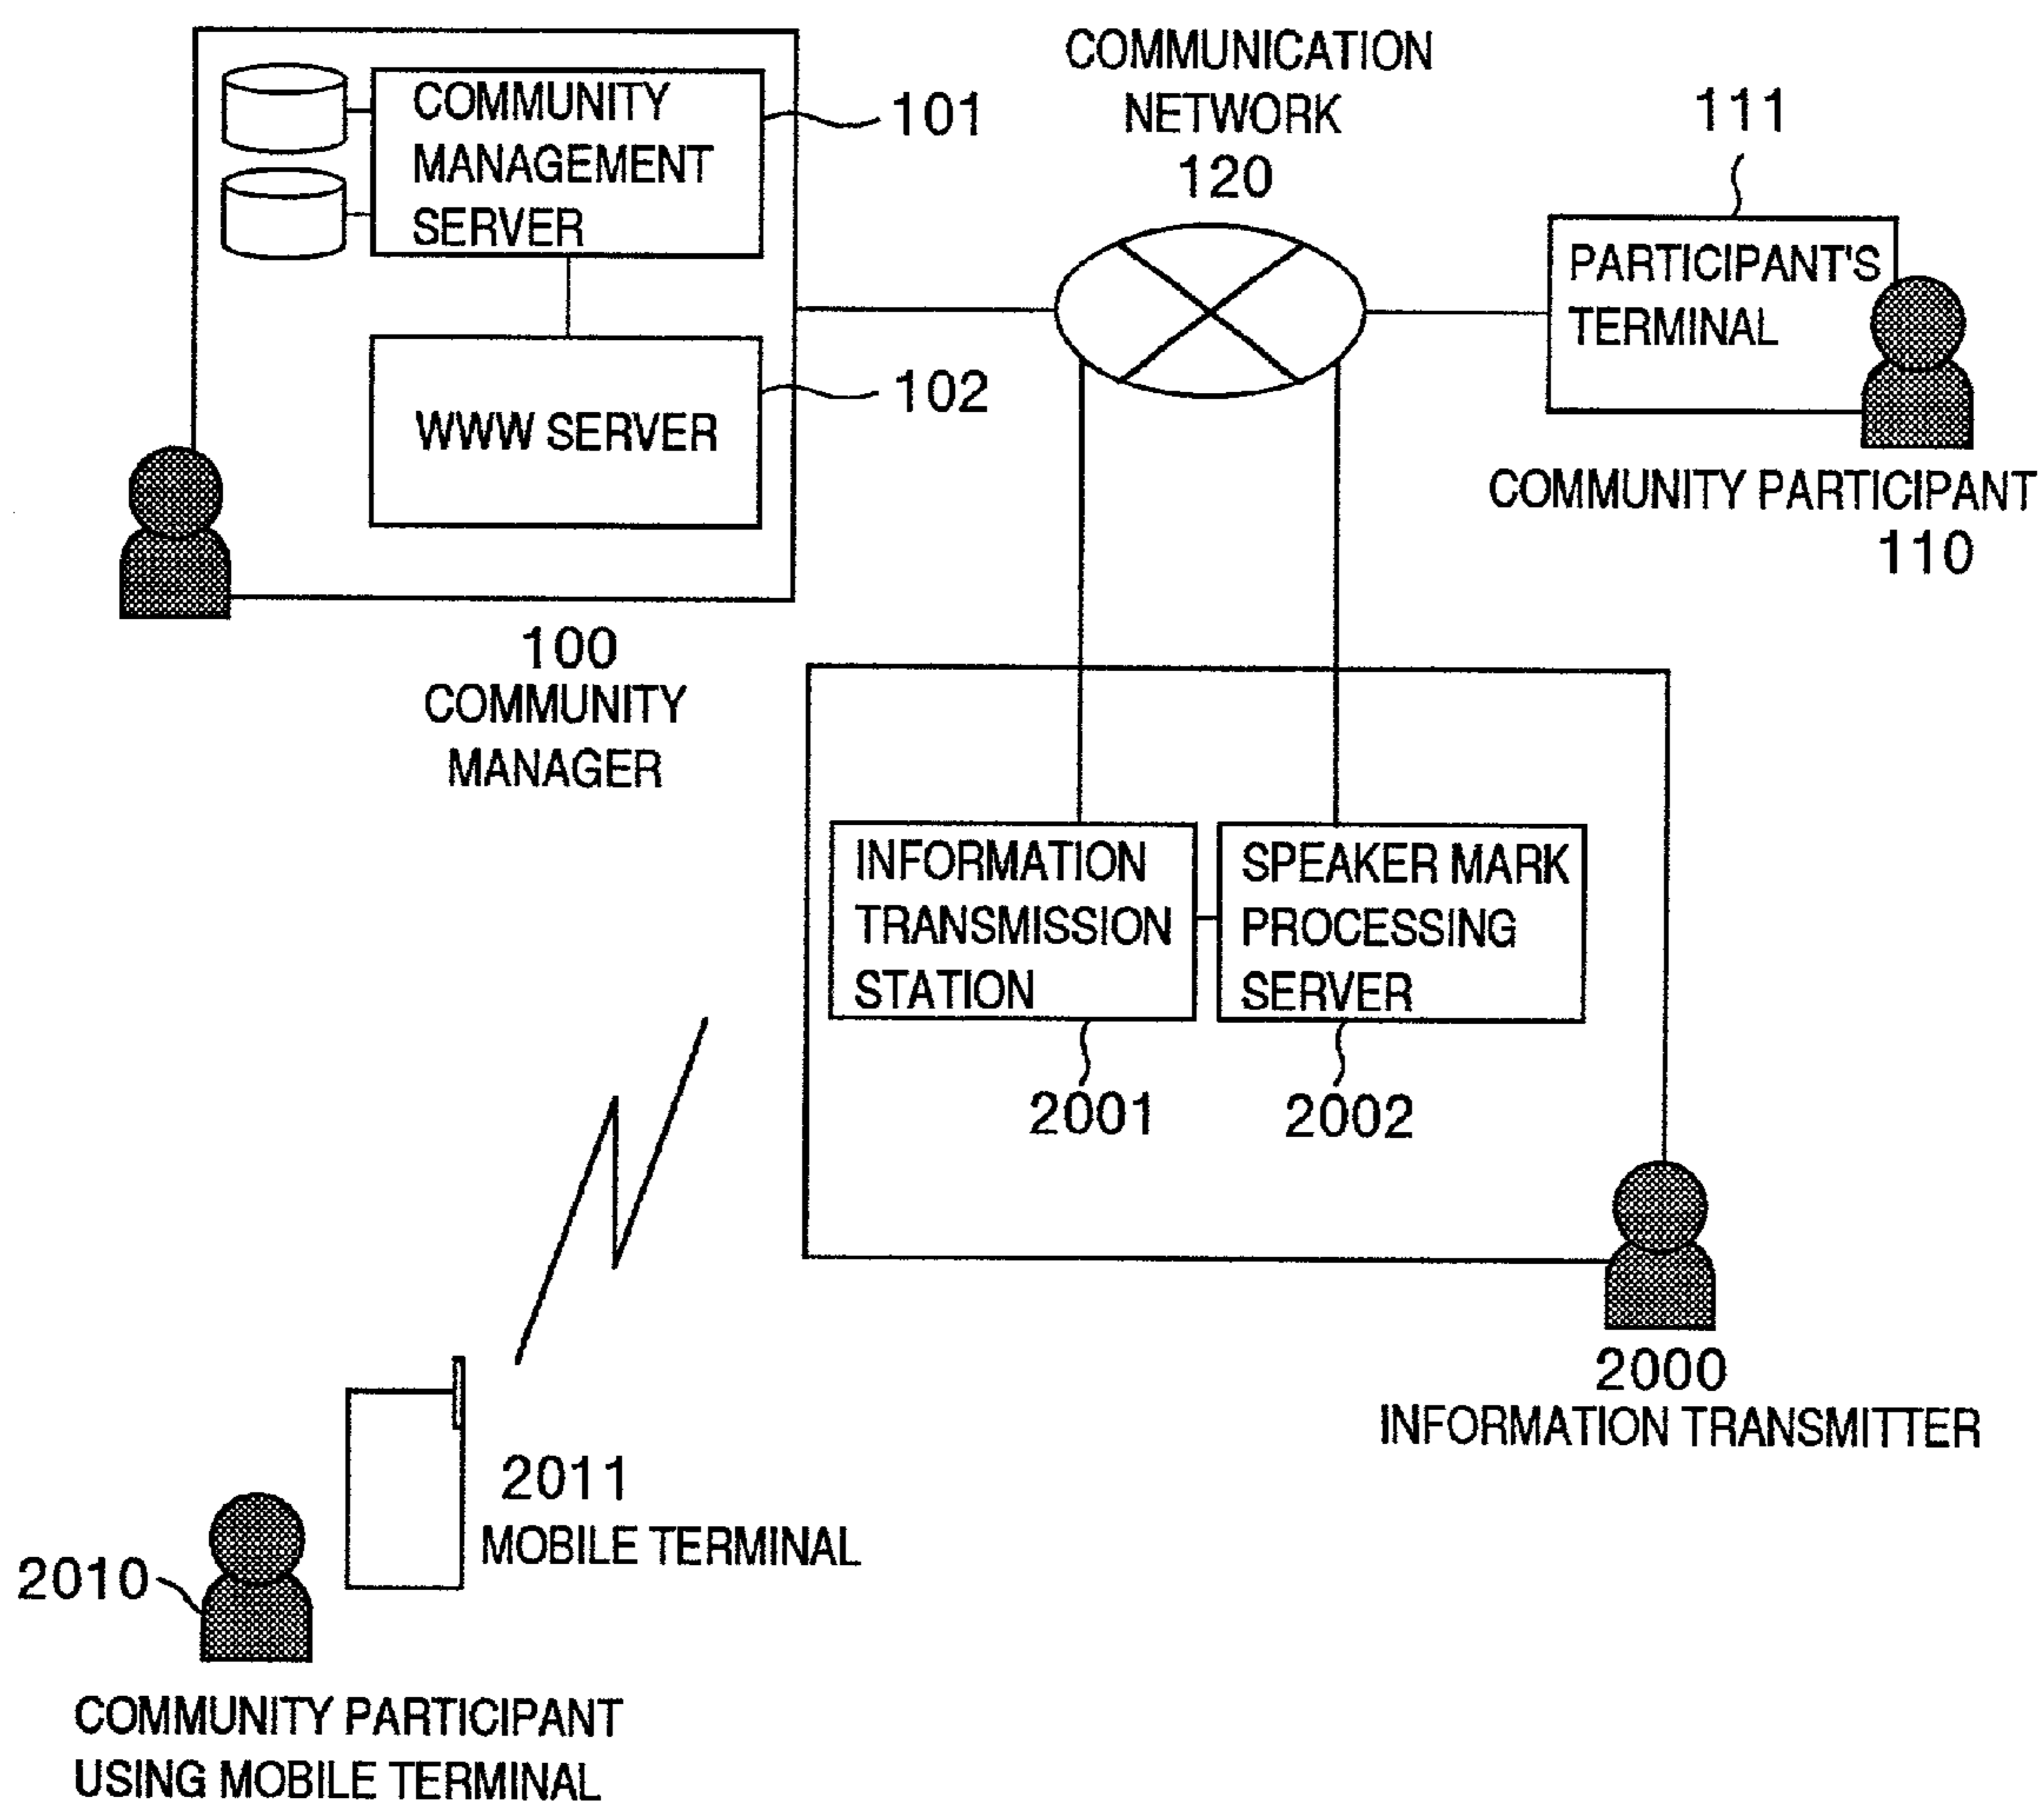 COMMUNITY
MANAGEMENT
SERVER
101
WWW SERVER
102
100
COMMUNITY
MANAGER
COMMUNICATION
NETWORK
120
111
PARTICIPANT'S
TERMINAL
COMMUNITY PARTICIPANT
110
INFORMATION
TRANSMISSION
STATION
SPEAKER MARK
PROCESSING
SERVER
2001
2002
2000
INFORMATION TRANSMITTER
2011
MOBILE TERMINAL
2010
COMMUNITY PARTICIPANT
USING MOBILE TERMINAL